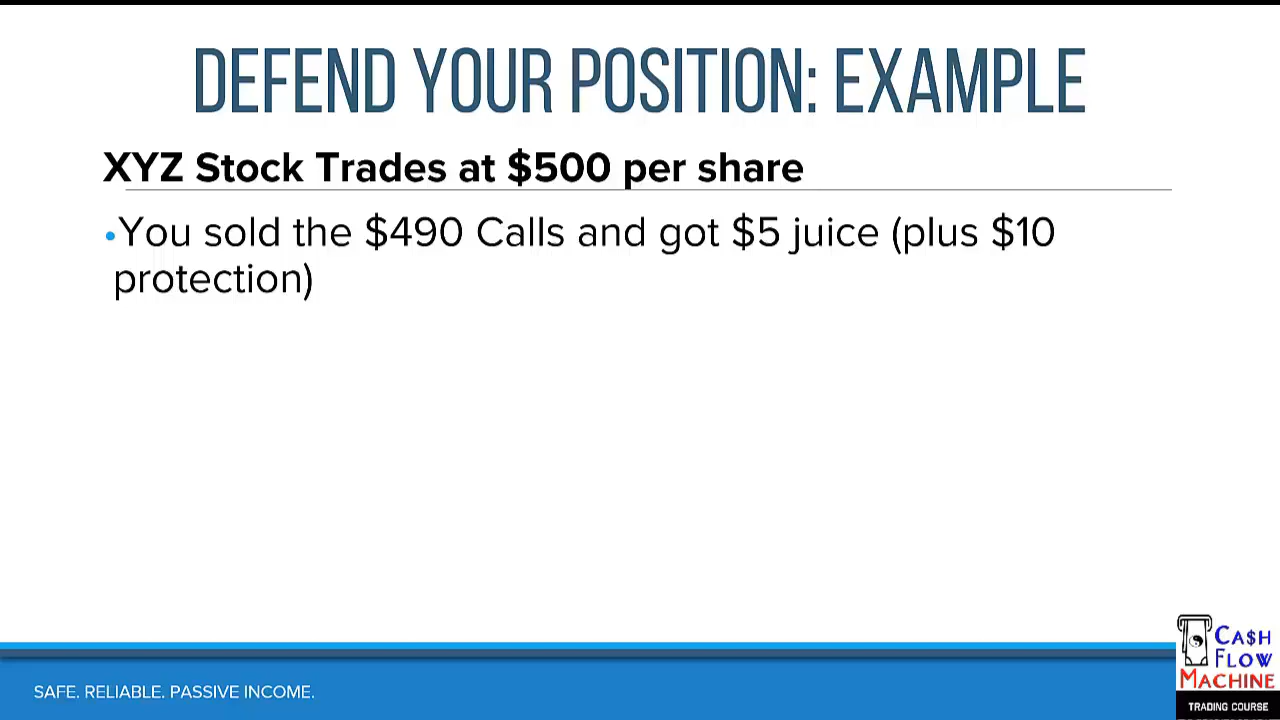 DEFEND YOUR POSITION: EXAMPLE
XYZ Stock Trades at $500 per share
•You sold the $490 Calls and got $5 juice (plus $10
protection)
SAFE. RELIABLE. PASSIVE INCOME.
CA$H
FLOW
MACHINE
TRADING COURSE